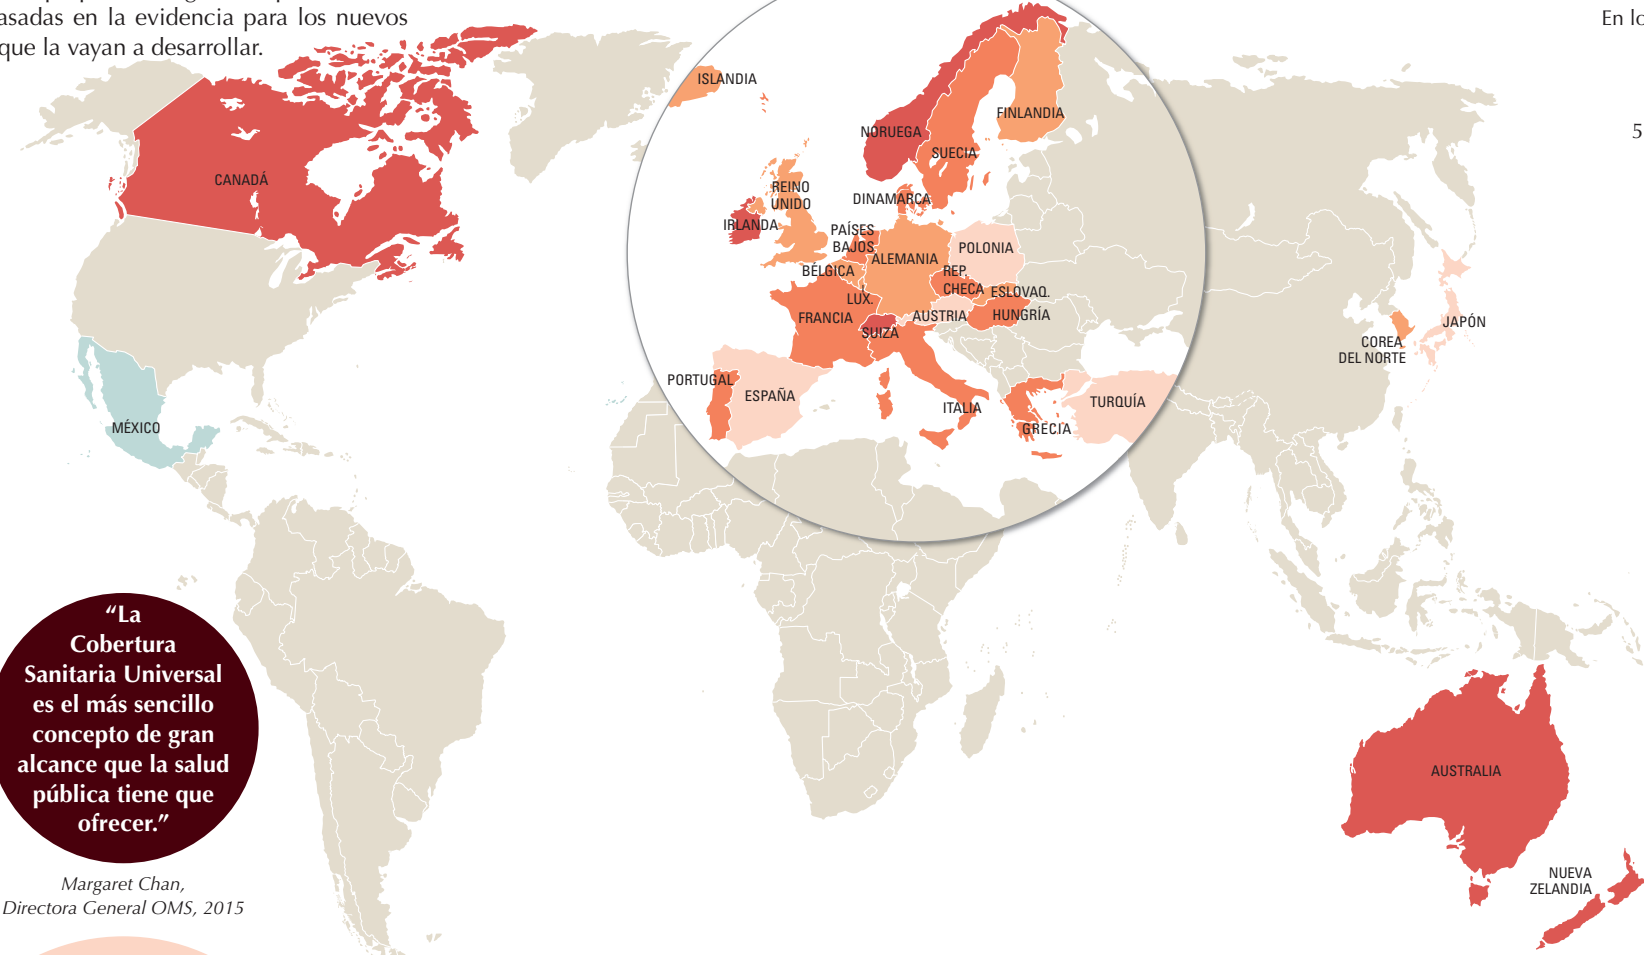 asadas en la evidencia para los nuevos
que la vayan a desarrollar.
En lo
5
ISLANDIA
FINLANDIA
NORUEGA
SUECIA
CANADÁ
REINO
UNIDO
DINAMARCA
IRLANDA
PAÍSES
BAJOS
POLONIA
ALEMANIA
BÉLGICA
REP.
CHECA
ESLOVAQ.
LUX.
FRANCIA
AUSTRIA
HUNGRÍA
SUIZA
JAPÓN
COREA
DEL NORTE
PORTUGAL
ESPAÑA
ITALIA
TURQUÍA
GRECIA
MÉXICO
“La
Cobertura
Sanitaria Universal
es el más sencillo
concepto de gran
alcance que la salud
pública tiene que
ofrecer.”
Margaret Chan,
Directora General OMS, 2015
AUSTRALIA
NUEVA
ZELANDIA